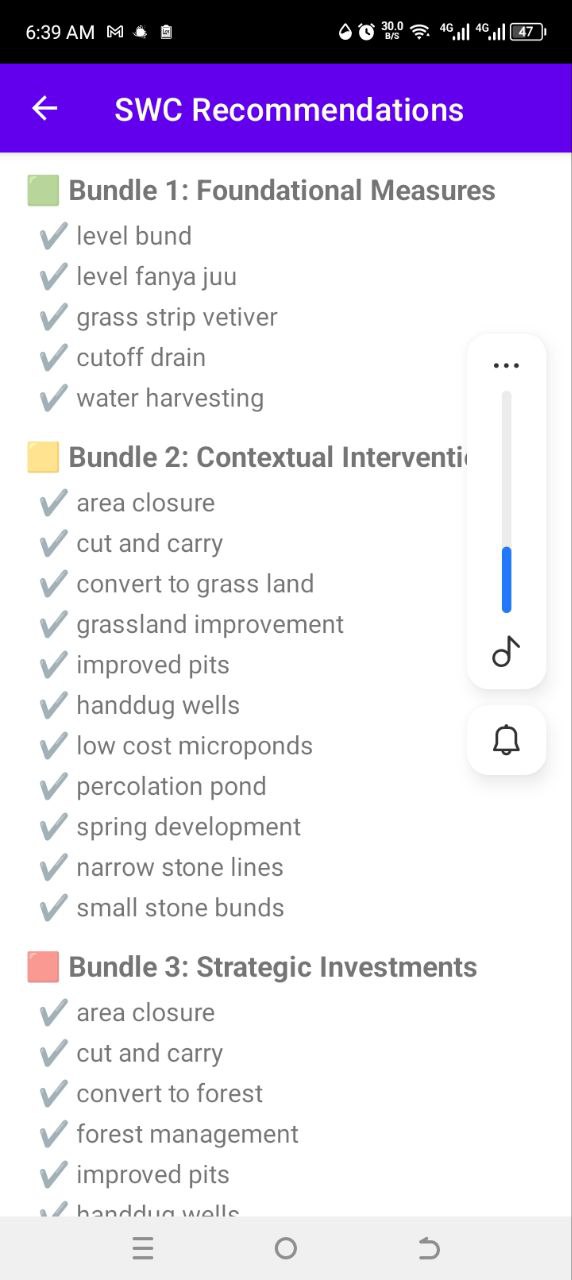 6:39 AM 30.0 B/S 4G 4G 47
SWC Recommendations
Bundle 1: Foundational Measures
level bund
level fanya juu
grass strip vetiver
cutoff drain
water harvesting
Bundle 2: Contextual Interventi
area closure
cut and carry
convert to grass land
grassland improvement
improved pits
handdug wells
low cost microponds
percolation pond
spring development
narrow stone lines
small stone bunds
Bundle 3: Strategic Investments
area closure
cut and carry
convert to forest
forest management
improved pits
handdug wells